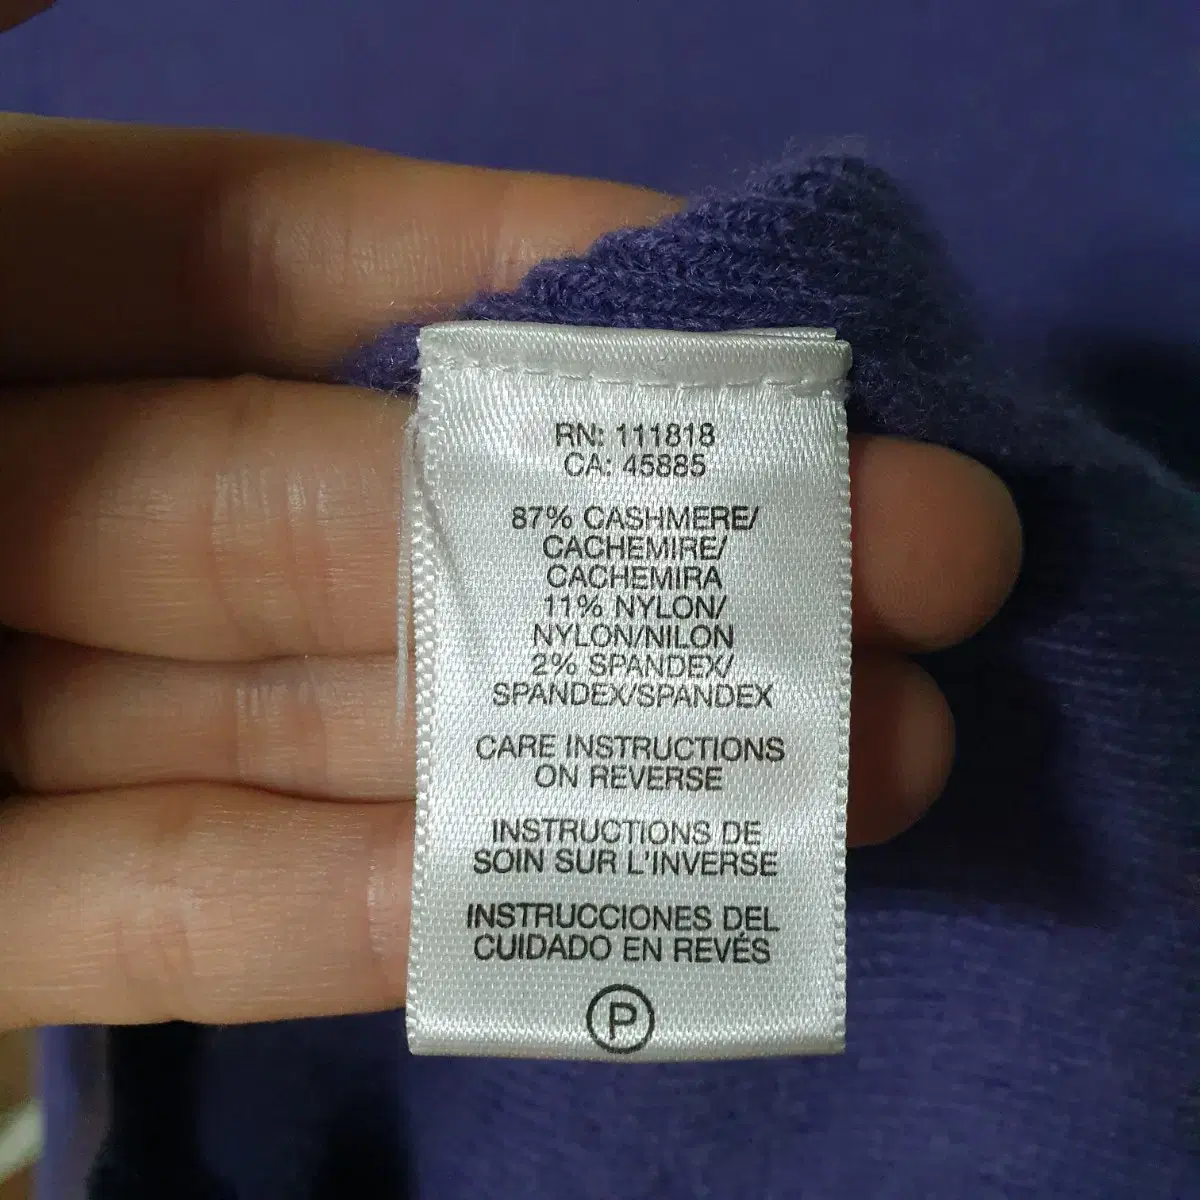 RN: 111818
CA: 45885
87% CASHMERE/
CACHEMIRE/
CACHEMIRA
11% NYLON/
NYLON/NILON
2% SPANDEX/
SPANDEX/SPANDEX
CARE INSTRUCTIONS
ON REVERSE
INSTRUCTIONS DE
SOIN SUR L'INVERSE
INSTRUCCIONES DEL
CUIDADO EN REVÉS
P